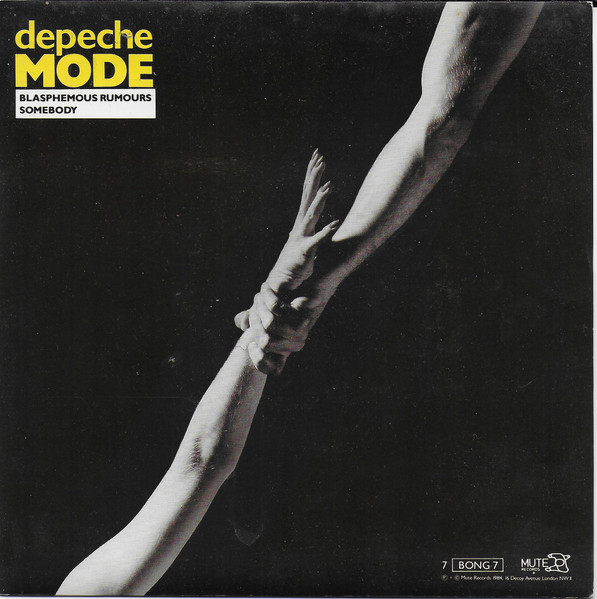 depeche
MODE
BLASPHEMOUS RUMOURS
SOMEBODY
7 BONG 7
MUTE
RECORDS
℗ + © Mute Records 1984, 16 Decoy Avenue London NW11